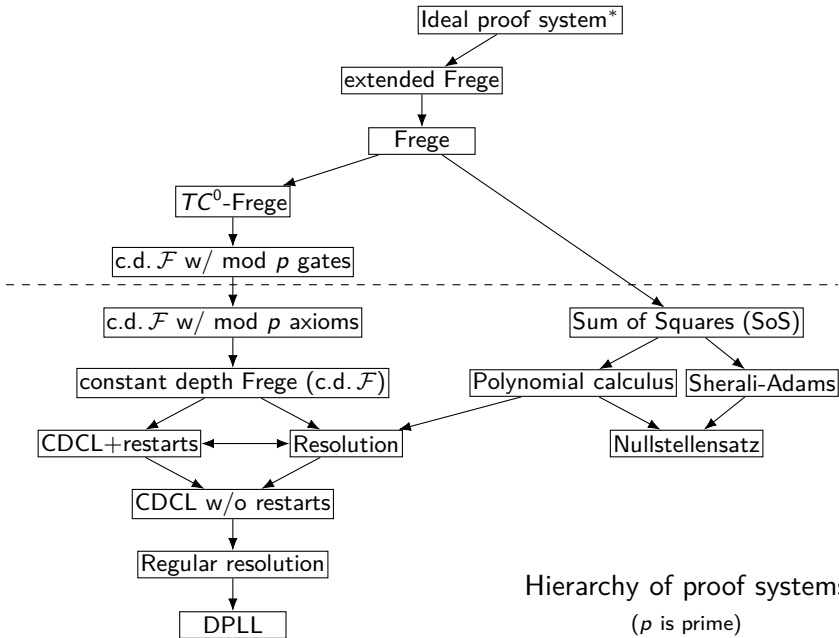 Ideal proof system*
extended Frege
Frege
TC⁰-Frege
c.d. ℱ w/ mod p gates
c.d. ℱ w/ mod p axioms
Sum of Squares (SoS)
constant depth Frege (c.d. ℱ)
Polynomial calculus
Sherali-Adams
CDCL+restarts
Resolution
Nullstellensatz
CDCL w/o restarts
Regular resolution
Hierarchy of proof systems
(p is prime)
DPLL